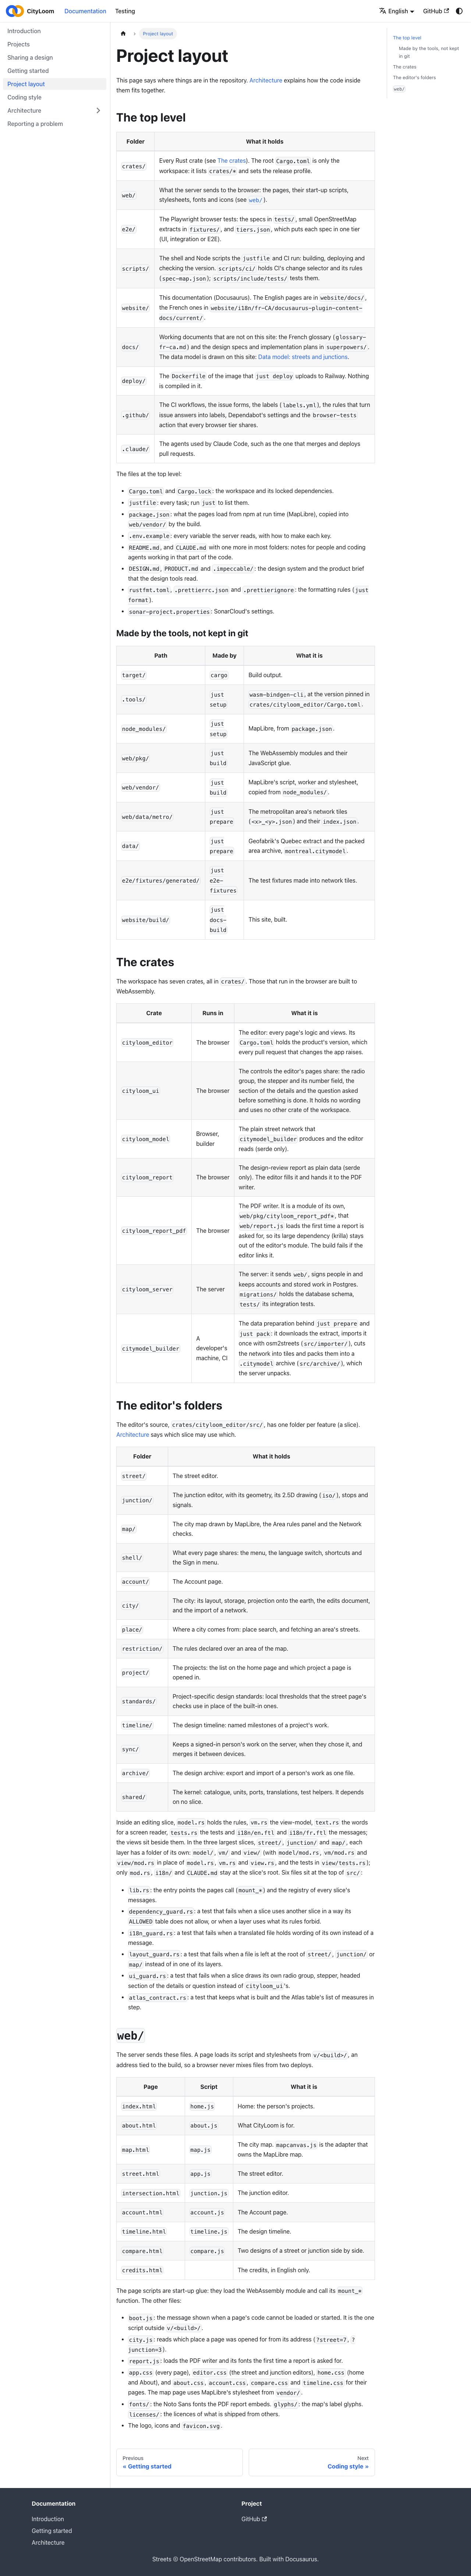 CityLoom Documentation Testing English GitHub
Introduction
Projects
Sharing a design
Getting started
Project layout
Coding style
Architecture
Reporting a problem
Project layout
Project layout
This page says where things are in the repository. Architecture explains how the code inside
them fits together.
The top level
Made by the tools, not kept
in git
The crates
The editor's folders
web/
The top level
Folder What it holds
crates/ Every Rust crate (see The crates). The root Cargo.toml is only the
workspace: it lists crates/* and sets the release profile.
web/ What the server sends to the browser: the pages, their start-up scripts,
stylesheets, fonts and icons (see web/).
e2e/ The Playwright browser tests: the specs in tests/, small OpenStreetMap
extracts in fixtures/, and tiers.json, which puts each spec in one tier
(UI, integration or E2E).
scripts/ The shell and Node scripts the justfile and CI run: building, deploying and
checking the version. scripts/ci/ holds CI's change selector and its rules
(spec-map.json); scripts/include/tests/ tests them.
website/ This documentation (Docusaurus). The English pages are in website/docs/,
the French ones in website/i18n/fr-CA/docusaurus-plugin-content-
docs/current/.
docs/ Working documents that are not on this site: the French glossary (glossary-
fr-ca.md) and the design specs and implementation plans in superpowers/.
The data model is drawn on this site: Data model: streets and junctions.
deploy/ The Dockerfile of the image that just deploy uploads to Railway. Nothing
is compiled in it.
.github/ The CI workflows, the issue forms, the labels (labels.yml), the rules that turn
issue answers into labels, Dependabot's settings and the browser-tests
action that every browser tier shares.
.claude/ The agents used by Claude Code, such as the one that merges and deploys
pull requests.
The files at the top level:
• Cargo.toml and Cargo.lock: the workspace and its locked dependencies.
• justfile: every task; run just to list them.
• package.json: what the pages load from npm at run time (MapLibre), copied into
web/vendor/ by the build.
• .env.example: every variable the server reads, with how to make each key.
• README.md, and CLAUDE.md with one more in most folders: notes for people and coding
agents working in that part of the code.
• DESIGN.md, PRODUCT.md and .impeccable/: the design system and the product brief
that the design tools read.
• rustfmt.toml, .prettierrc.json and .prettierignore: the formatting rules (just
format).
• sonar-project.properties: SonarCloud's settings.
Made by the tools, not kept in git
Path Made by What it is
target/ cargo Build output.
.tools/ just setup wasm-bindgen-cli, at the version pinned in
crates/cityloom_editor/Cargo.toml.
node_modules/ just setup MapLibre, from package.json.
web/pkg/ just build The WebAssembly modules and their
JavaScript glue.
web/vendor/ just build MapLibre's script, worker and stylesheet,
copied from node_modules/.
web/data/metro/ just prepare The metropolitan area's network tiles
(<x>_<y>.json) and their index.json.
data/ just prepare Geofabrik's Quebec extract and the packed
area archive, montreal.citymodel.
e2e/fixtures/generated/ just e2e-fixtures The test fixtures made into network tiles.
website/build/ just docs-build This site, built.
The crates
The workspace has seven crates, all in crates/. Those that run in the browser are built to
WebAssembly.
Crate Runs in What it is
cityloom_editor The browser The editor: every page's logic and views. Its
Cargo.toml holds the product's version, which
every pull request that changes the app raises.
cityloom_ui The browser The controls the editor's pages share: the radio
group, the stepper and its number field, the
section of the details and the question asked
before something is done. It holds no wording
and uses no other crate of the workspace.
cityloom_model Browser, builder The plain street network that
citymodel_builder produces and the editor
reads (serde only).
cityloom_report The browser The design-review report as plain data (serde
only). The editor fills it and hands it to the PDF
writer.
cityloom_report_pdf The browser The PDF writer. It is a module of its own,
web/pkg/cityloom_report_pdf*, that
web/report.js loads the first time a report is
asked for, so its large dependency (krilla) stays
out of the editor's module. The build fails if the
editor links it.
cityloom_server The server The server: it sends web/, signs people in and
keeps accounts and stored work in Postgres.
migrations/ holds the database schema,
tests/ its integration tests.
citymodel_builder A developer's machine, CI The data preparation behind just prepare and
just pack: it downloads the extract, imports it
once with osm2streets (src/importer/), cuts
the network into tiles and packs them into a
.citymodel archive (src/archive/), which
the server unpacks.
The editor's folders
The editor's source, crates/cityloom_editor/src/, has one folder per feature (a slice).
Architecture says which slice may use which.
Folder What it holds
street/ The street editor.
junction/ The junction editor, with its geometry, its 2.5D drawing (iso/), stops and
signals.
map/ The city map drawn by MapLibre, the Area rules panel and the Network
checks.
shell/ What every page shares: the menu, the language switch, shortcuts and
the Sign in menu.
account/ The Account page.
city/ The city: its layout, storage, projection onto the earth, the edits document,
and the import of a network.
place/ Where a city comes from: place search, and fetching an area's streets.
restriction/ The rules declared over an area of the map.
project/ The projects: the list on the home page and which project a page is
opened in.
standards/ Project-specific design standards: local thresholds that the street page's
checks use in place of the built-in ones.
timeline/ The design timeline: named milestones of a project's work.
sync/ Keeps a signed-in person's work on the server, when they chose it, and
merges it between devices.
archive/ The design archive: export and import of a person's work as one file.
shared/ The kernel: catalogue, units, ports, translations, test helpers. It depends
on no slice.
Inside an editing slice, model.rs holds the rules, vm.rs the view-model, text.rs the words
for a screen reader, tests.rs the tests and i18n/en.ftl and i18n/fr.ftl the messages;
the views sit beside them. In the three largest slices, street/, junction/ and map/, each
layer has a folder of its own: model/, vm/ and view/ (with model/mod.rs, vm/mod.rs and
view/mod.rs in place of model.rs, vm.rs and view.rs, and the tests in view/tests.rs);
only mod.rs, i18n/ and CLAUDE.md stay at the slice's root. Six files sit at the top of src/:
• lib.rs: the entry points the pages call (mount_*) and the registry of every slice's
messages.
• dependency_guard.rs: a test that fails when a slice uses another slice in a way its
ALLOWED table does not allow, or when a layer uses what its rules forbid.
• i18n_guard.rs: a test that fails when a translated file holds wording of its own instead of a
message.
• layout_guard.rs: a test that fails when a file is left at the root of street/, junction/ or
map/ instead of in one of its layers.
• ui_guard.rs: a test that fails when a slice draws its own radio group, stepper, headed
section of the details or question instead of cityloom_ui's.
• atlas_contract.rs: a test that keeps what is built and the Atlas table's list of measures in
step.
web/
The server sends these files. A page loads its script and stylesheets from v/<build>/, an
address tied to the build, so a browser never mixes files from two deploys.
Page Script What it is
index.html home.js Home: the person's projects.
about.html about.js What CityLoom is for.
map.html map.js The city map. mapcanvas.js is the adapter that
owns the MapLibre map.
street.html app.js The street editor.
intersection.html junction.js The junction editor.
account.html account.js The Account page.
timeline.html timeline.js The design timeline.
compare.html compare.js Two designs of a street or junction side by side.
credits.html The credits, in English only.
The page scripts are start-up glue: they load the WebAssembly module and call its mount_*
function. The other files:
• boot.js: the message shown when a page's code cannot be loaded or started. It is the one
script outside v/<build>/.
• city.js: reads which place a page was opened for from its address (?street=7, ?
junction=3).
• report.js: loads the PDF writer and its fonts the first time a report is asked for.
• app.css (every page), editor.css (the street and junction editors), home.css (home
and About), and about.css, account.css, compare.css and timeline.css for their
pages. The map page uses MapLibre's stylesheet from vendor/.
• fonts/: the Noto Sans fonts the PDF report embeds. glyphs/: the map's label glyphs.
licenses/: the licences of what is shipped from others.
• The logo, icons and favicon.svg.
Previous
« Getting started
Next
Coding style »
Documentation
Introduction
Getting started
Architecture
Project
GitHub
Streets © OpenStreetMap contributors. Built with Docusaurus.